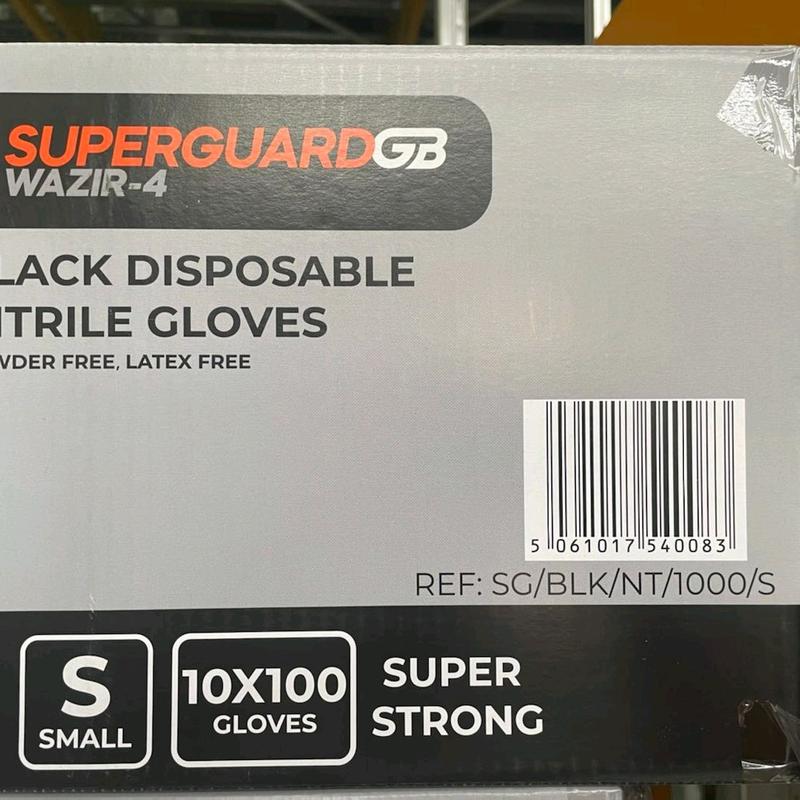 SUPERGUARDGB
WAZIR-4
LACK DISPOSABLE
ITRILE GLOVES
WDER FREE, LATEX FREE
5 061017 540083
REF: SG/BLK/NT/1000/S
S
SMALL
10X100
GLOVES
SUPER
STRONG